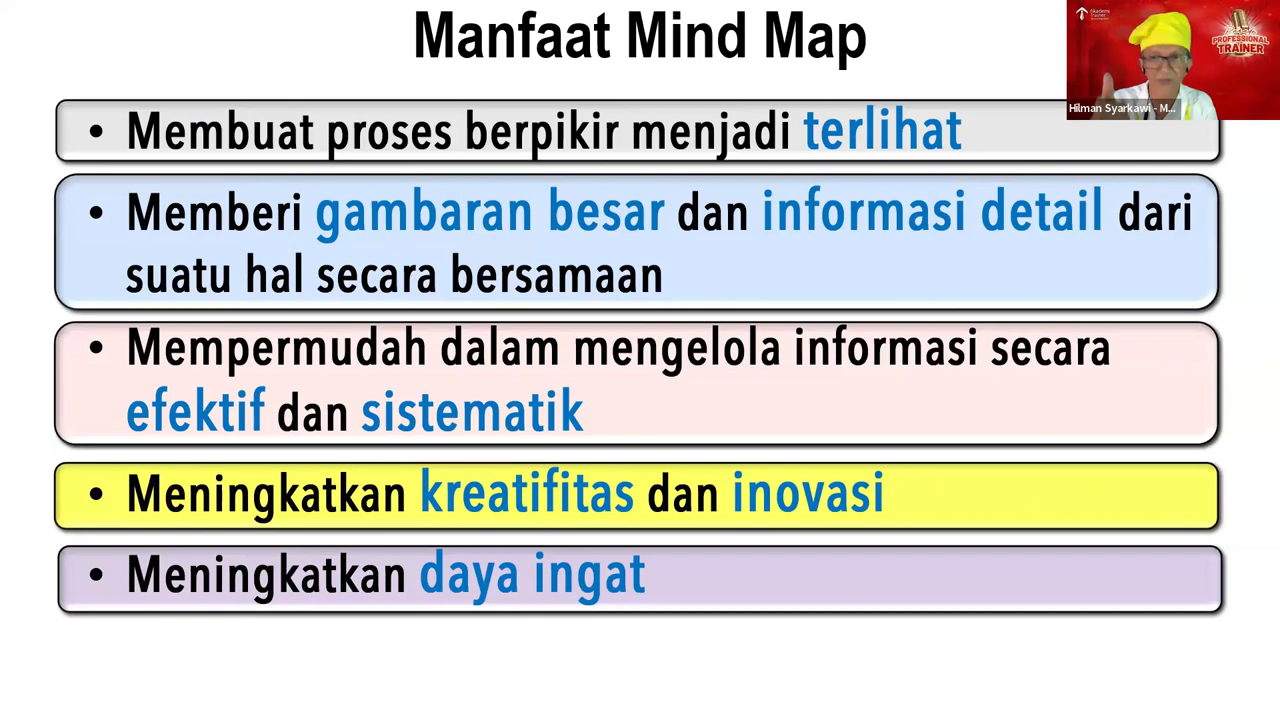 Manfaat Mind Map
Akademi
Trainer
PROFESSIONAL
TRAINER
Hilman Syarkawi - M...
• Membuat proses berpikir menjadi terlihat
• Memberi gambaran besar dan informasi detail dari
suatu hal secara bersamaan
• Mempermudah dalam mengelola informasi secara
efektif dan sistematik
• Meningkatkan kreatifitas dan inovasi
• Meningkatkan daya ingat